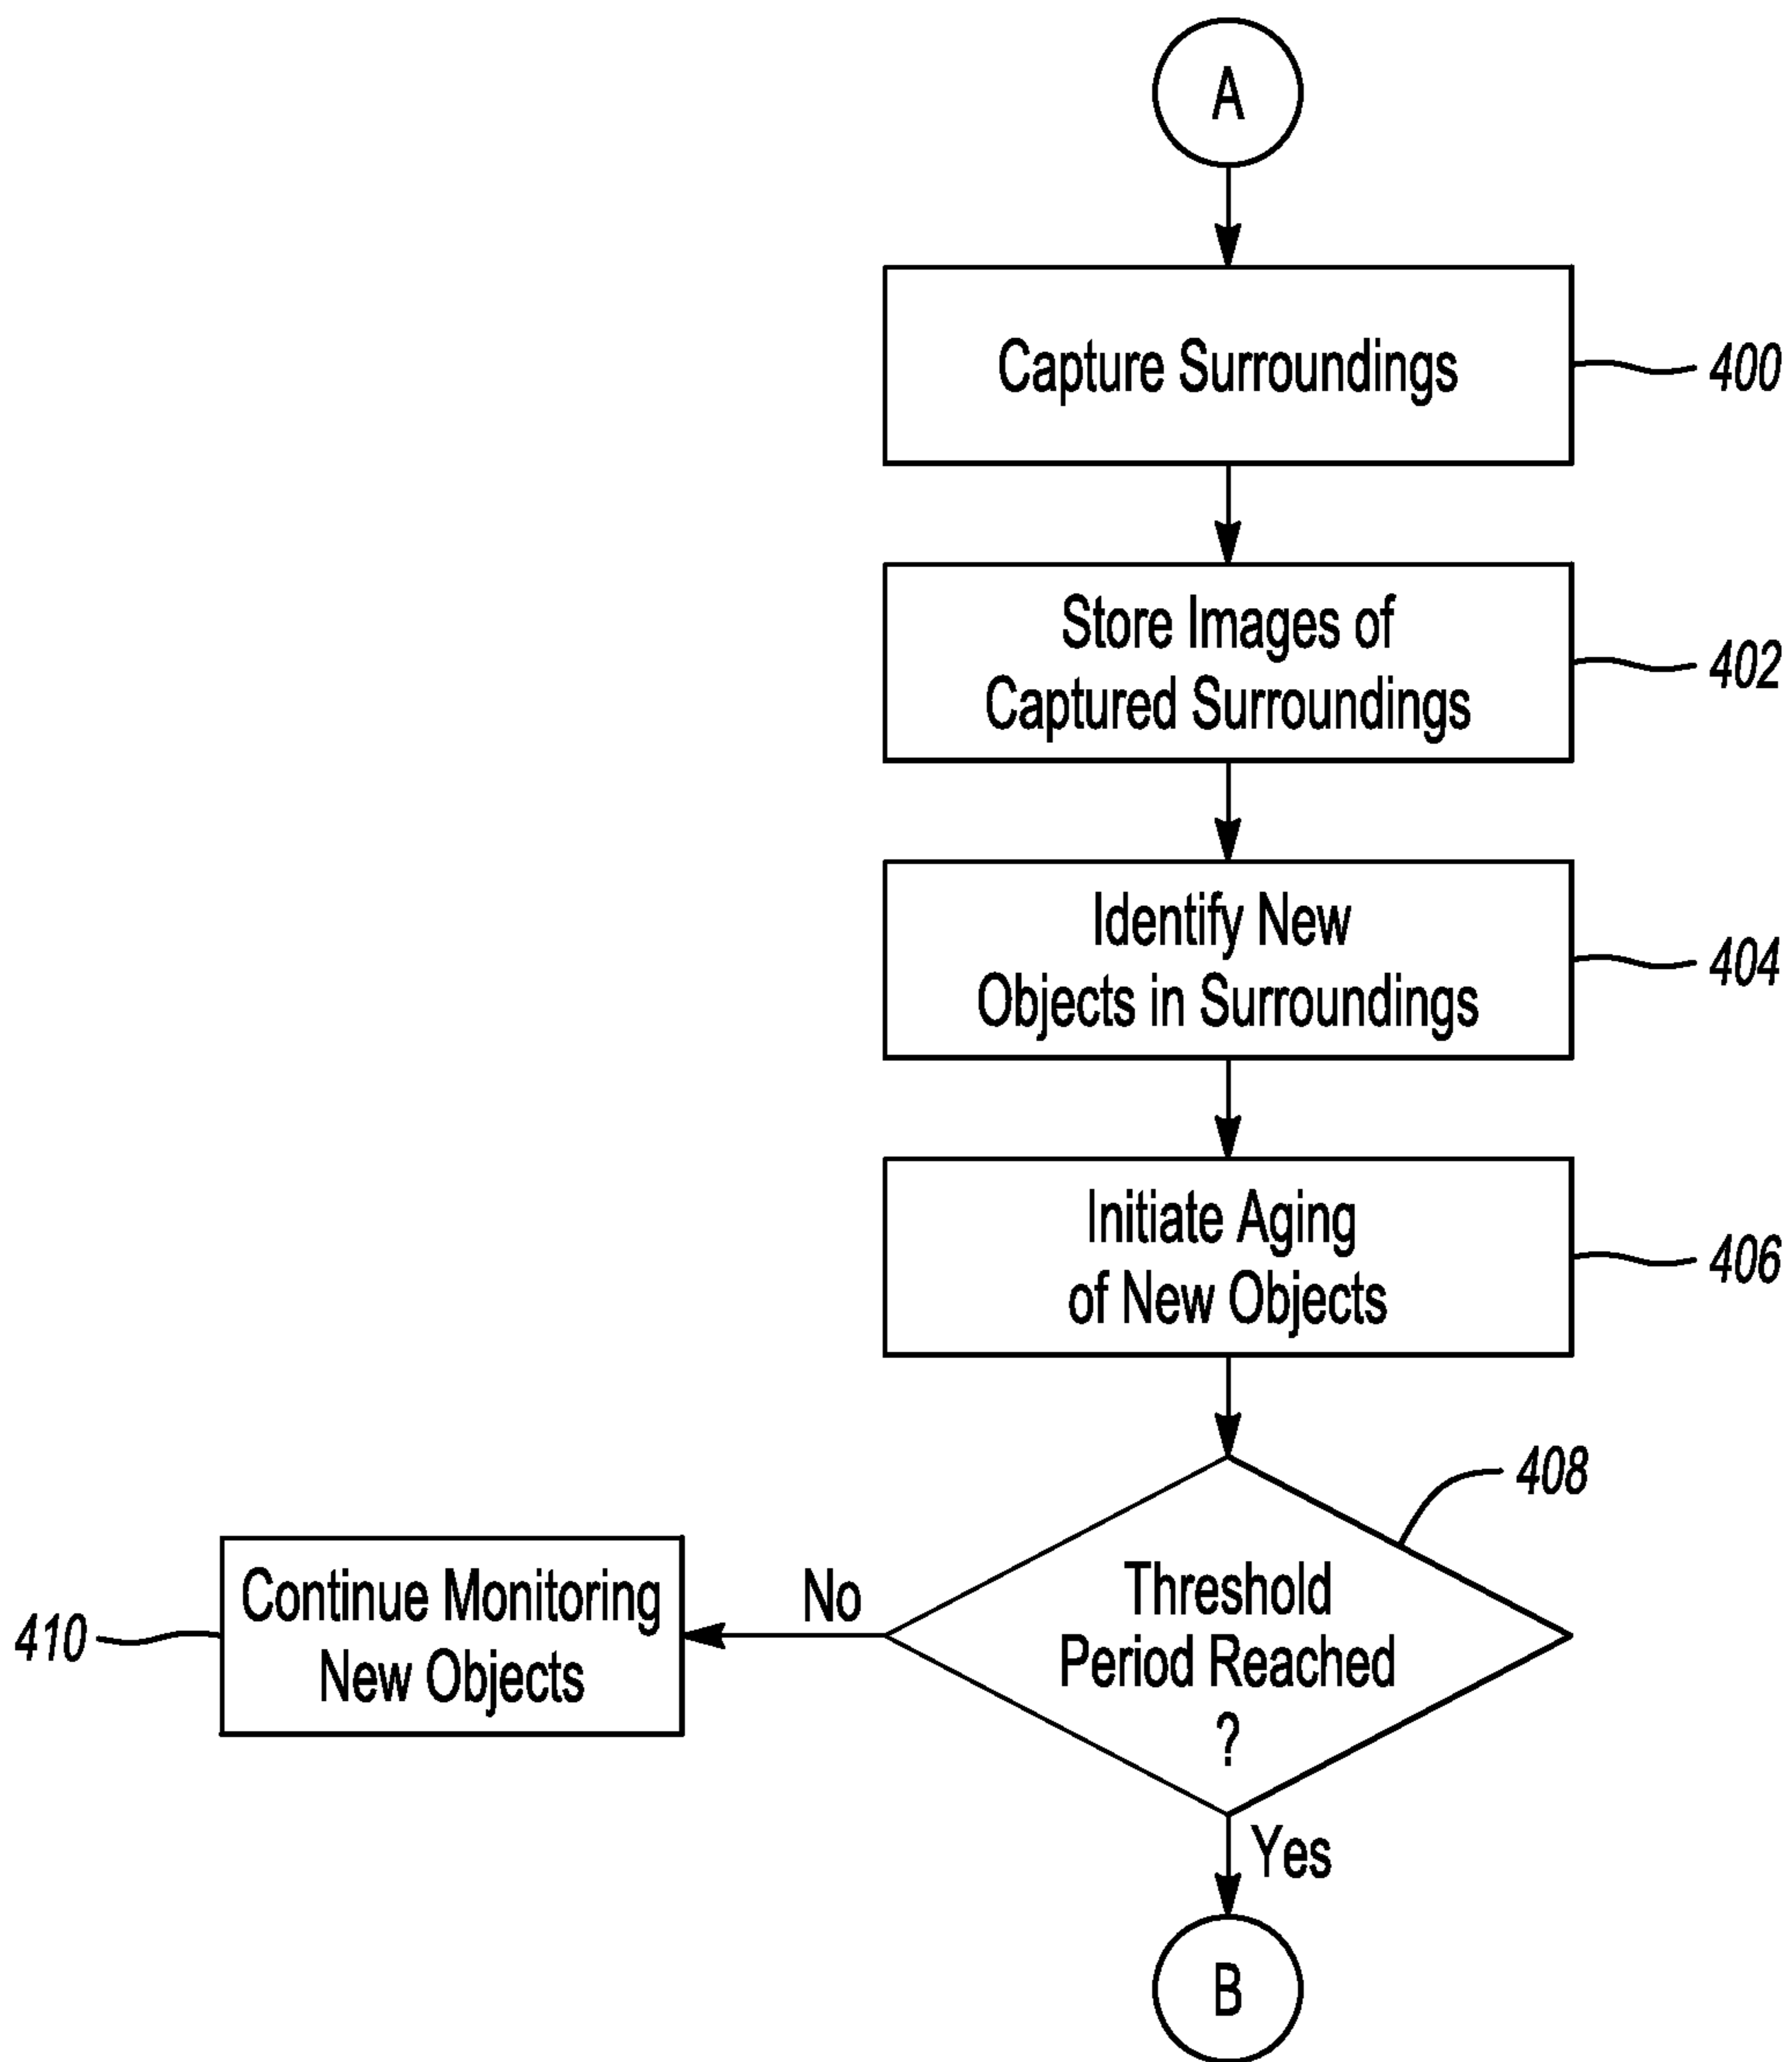 A
Capture Surroundings
400
Store Images of
Captured Surroundings
402
Identify New
Objects in Surroundings
404
Initiate Aging
of New Objects
406
408
Threshold
Period Reached
?
No
Continue Monitoring
New Objects
410
Yes
B